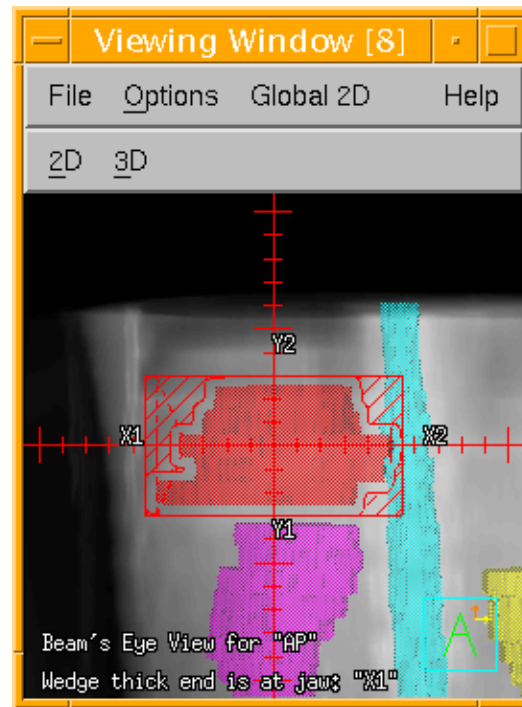 Viewing Window [8]
File Options Global 2D Help
2D 3D
Y2
X1 X2
Y1
A
Beam's Eye View for "AP"
Wedge thick end is at jaw: "X1"